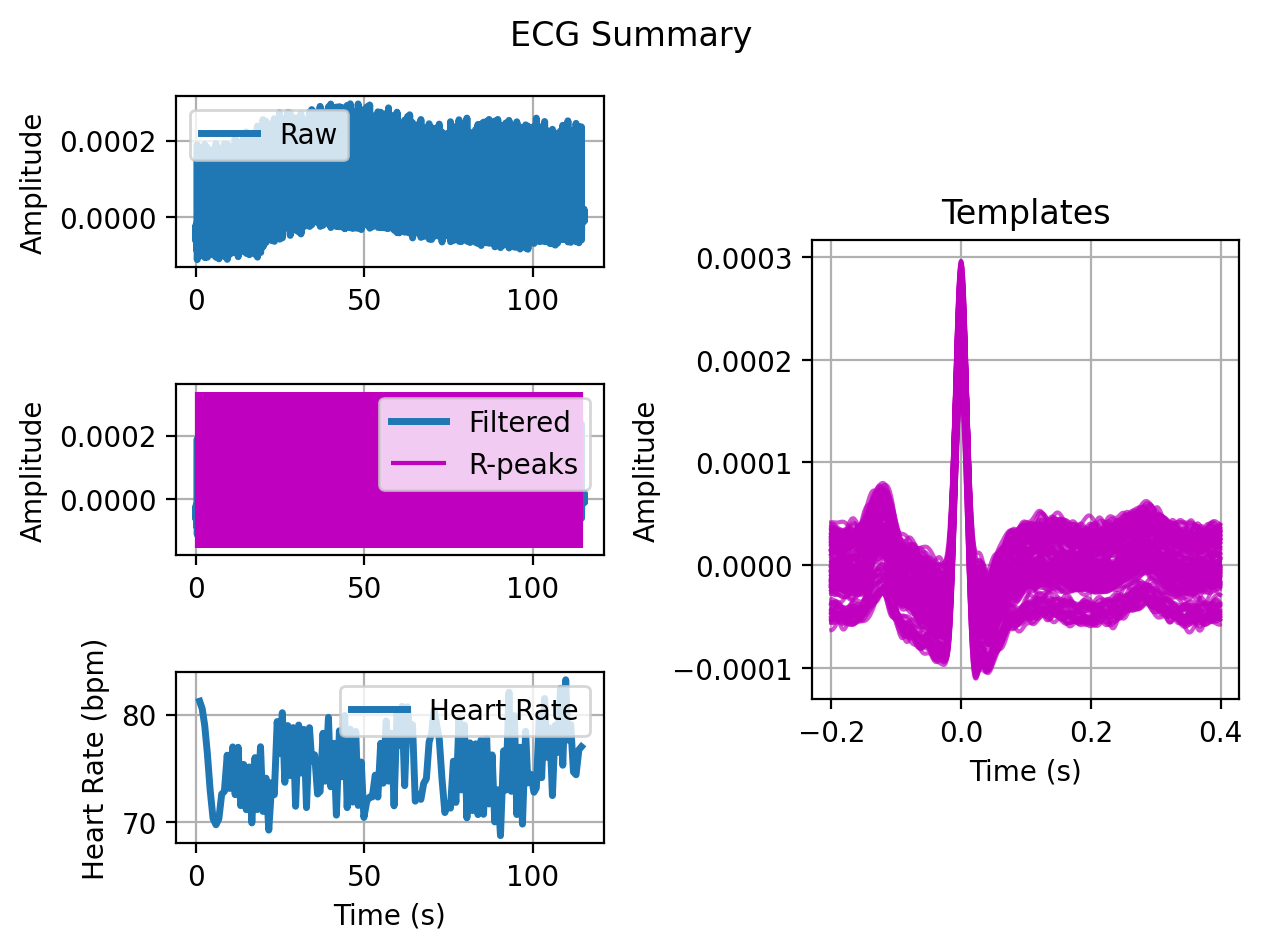 ECG Summary
Amplitude
0.0002
0.0000
Raw
0 50 100
Amplitude
0.0002
0.0000
Filtered
R-peaks
0 50 100
Heart Rate (bpm)
80
70
Heart Rate
0 50 100
Time (s)
Templates
Amplitude
0.0003
0.0002
0.0001
0.0000
−0.0001
−0.2 0.0 0.2 0.4
Time (s)